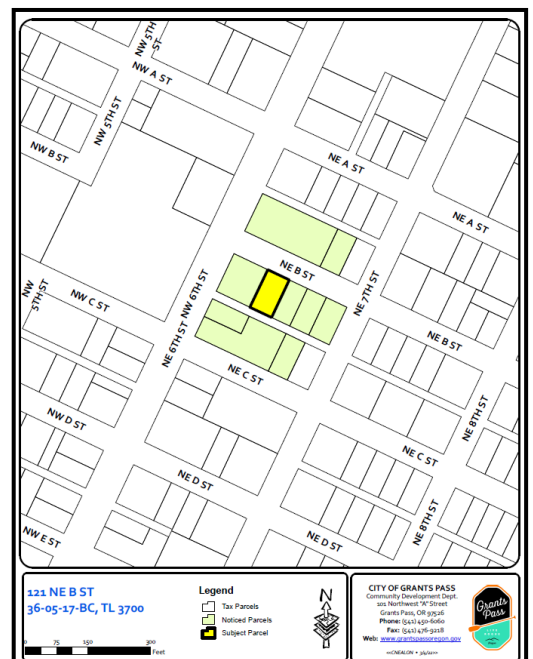 NW 5TH ST
ST
NW A ST
NW 5TH ST
NW B ST
NE A ST
NE A ST
NE B ST
NW 5TH ST
NW C ST
NW 6TH ST
NE 7TH ST
NE 6TH ST
NE B ST
NE C ST
NW D ST
NE 8TH ST
NE C ST
NE D ST
NE 8TH ST
NE D ST
NW E ST
121 NE B ST
36-05-17-BC, TL 3700
0 75 150 300
Feet
Legend
Tax Parcels
Noticed Parcels
Subject Parcel
N
CITY OF GRANTS PASS
Community Development Dept.
101 Northwest "A" Street
Grants Pass, OR 97526
Phone: (541) 450-6060
Fax: (541) 476-9218
Web: www.grantspassoregon.gov
Grants
Pass